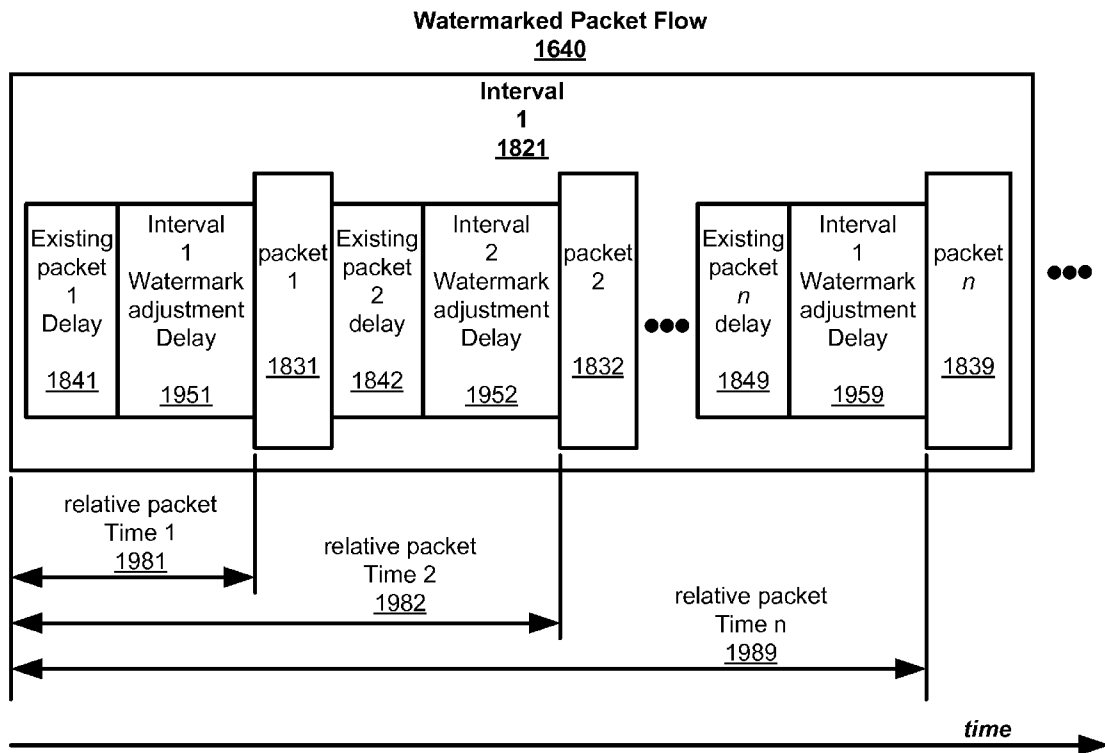 Watermarked Packet Flow
1640
Interval
1
1821
Existing
packet
1
Delay
1841
Interval
1
Watermark
adjustment
Delay
1951
packet
1
1831
Existing
packet
2
delay
1842
Interval
2
Watermark
adjustment
Delay
1952
packet
2
1832
Existing
packet
n
delay
1849
Interval
1
Watermark
adjustment
Delay
1959
packet
n
1839
relative packet
Time 1
1981
relative packet
Time 2
1982
relative packet
Time n
1989
time